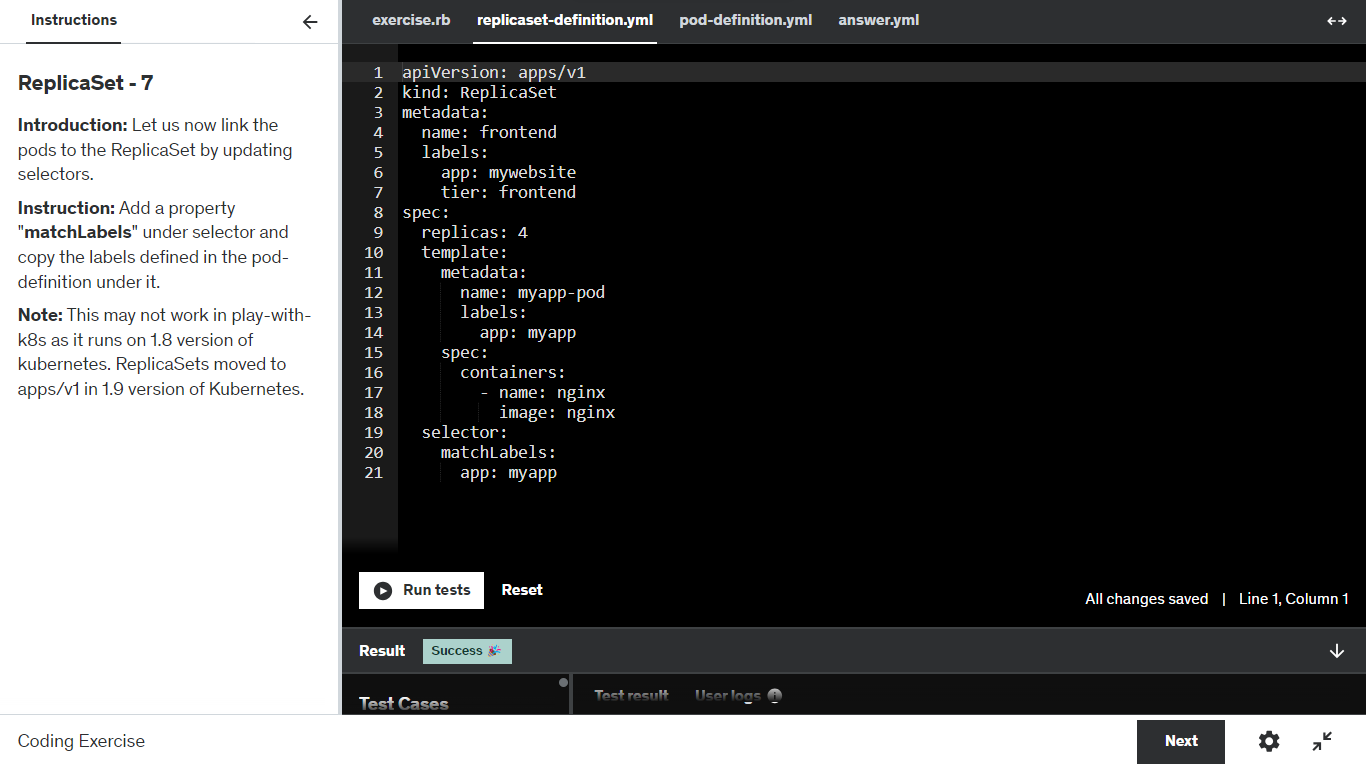 Instructions
ReplicaSet - 7
Introduction: Let us now link the
pods to the ReplicaSet by updating
selectors.
Instruction: Add a property
"matchLabels" under selector and
copy the labels defined in the pod-
definition under it.
Note: This may not work in play-with-
k8s as it runs on 1.8 version of
kubernetes. ReplicaSets moved to
apps/v1 in 1.9 version of Kubernetes.
exercise.rb replicaset-definition.yml pod-definition.yml answer.yml
1 apiVersion: apps/v1
2 kind: ReplicaSet
3 metadata:
4   name: frontend
5   labels:
6     app: mywebsite
7     tier: frontend
8 spec:
9   replicas: 4
10   template:
11     metadata:
12       name: myapp-pod
13       labels:
14         app: myapp
15     spec:
16       containers:
17         - name: nginx
18           image: nginx
19   selector:
20     matchLabels:
21       app: myapp
Run tests Reset
All changes saved | Line 1, Column 1
Result Success
Test Cases
Test result User logs
Coding Exercise
Next